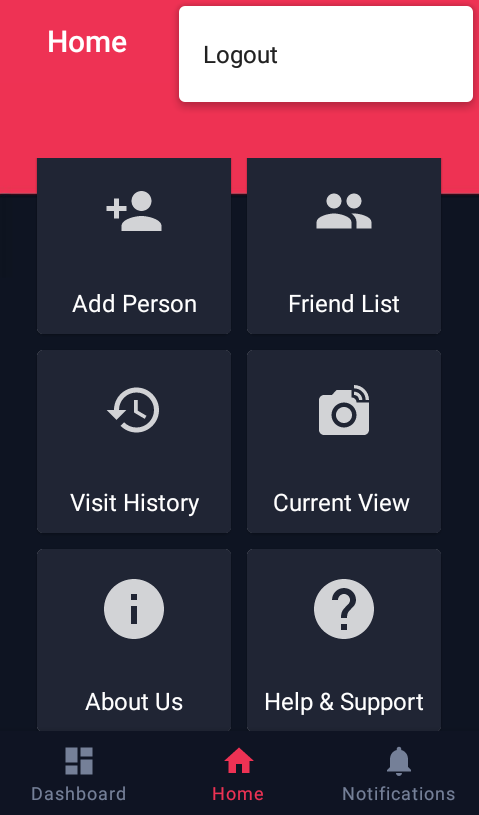 Home
Logout
Add Person
Friend List
Visit History
Current View
About Us
Help & Support
Dashboard
Home
Notifications